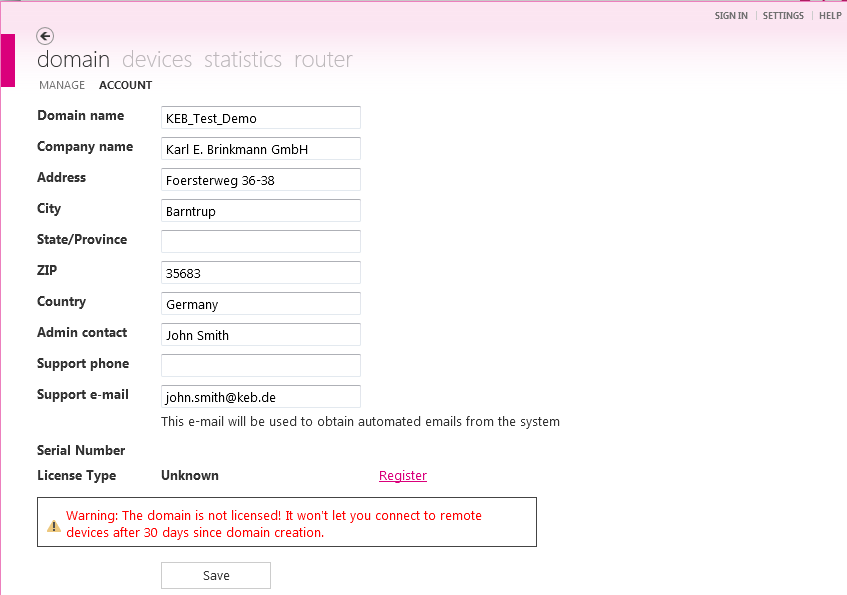 SIGN IN | SETTINGS | HELP
domain devices statistics router
MANAGE ACCOUNT
Domain name KEB_Test_Demo
Company name Karl E. Brinkmann GmbH
Address Foersterweg 36-38
City Barntrup
State/Province
ZIP 35683
Country Germany
Admin contact John Smith
Support phone
Support e-mail john.smith@keb.de
This e-mail will be used to obtain automated emails from the system
Serial Number
License Type Unknown Register
Warning: The domain is not licensed! It won't let you connect to remote
devices after 30 days since domain creation.
Save